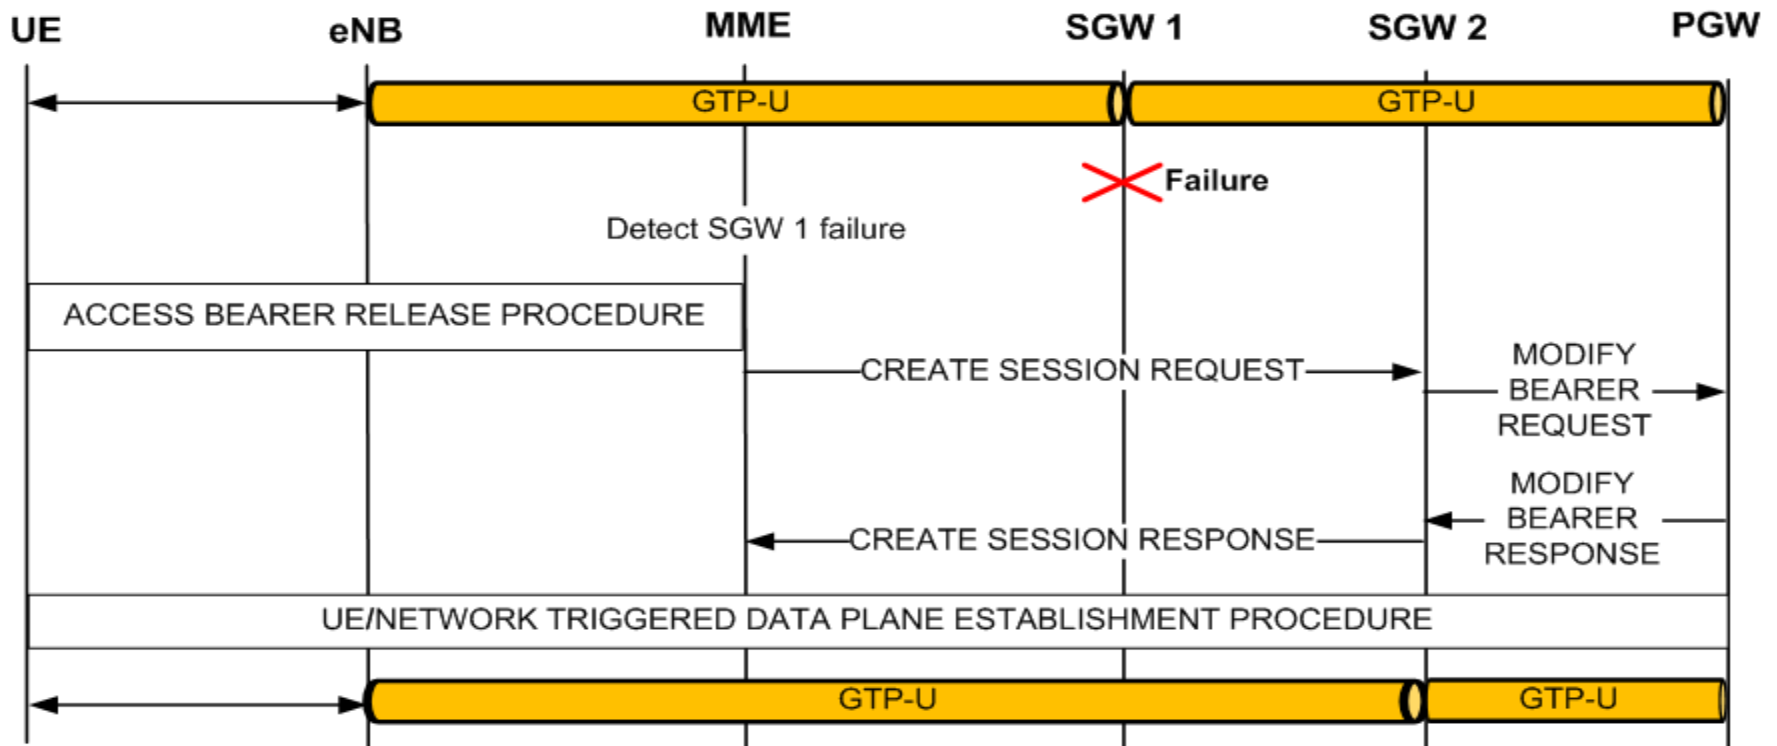 UE eNB MME SGW 1 SGW 2 PGW
GTP-U GTP-U
Failure
Detect SGW 1 failure
ACCESS BEARER RELEASE PROCEDURE
CREATE SESSION REQUEST
MODIFY
BEARER
REQUEST
MODIFY
BEARER
RESPONSE
CREATE SESSION RESPONSE
UE/NETWORK TRIGGERED DATA PLANE ESTABLISHMENT PROCEDURE
GTP-U GTP-U